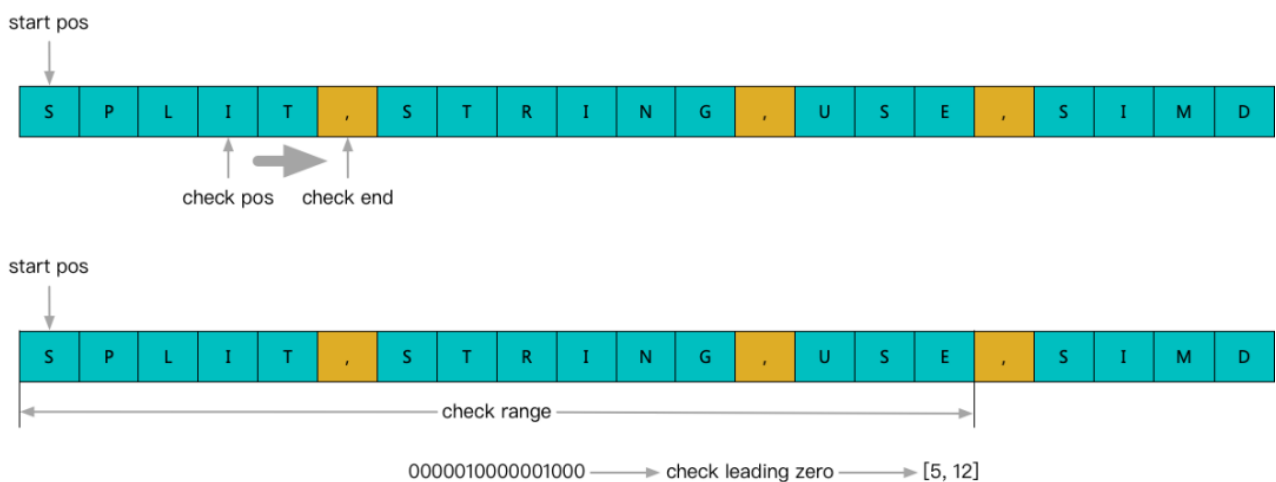 start pos
S P L I T , S T R I N G , U S E , S I M D
check pos check end
start pos
S P L I T , S T R I N G , U S E , S I M D
check range
0000010000001000 check leading zero [5, 12]